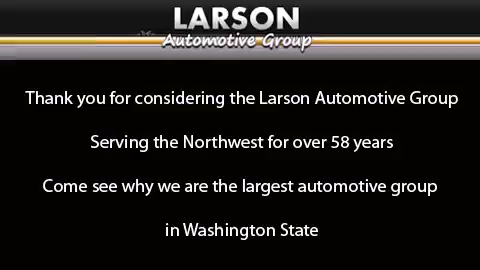 LARSON
Automotive Group
Thank you for considering the Larson Automotive Group
Serving the Northwest for over 58 years
Come see why we are the largest automotive group
in Washington State